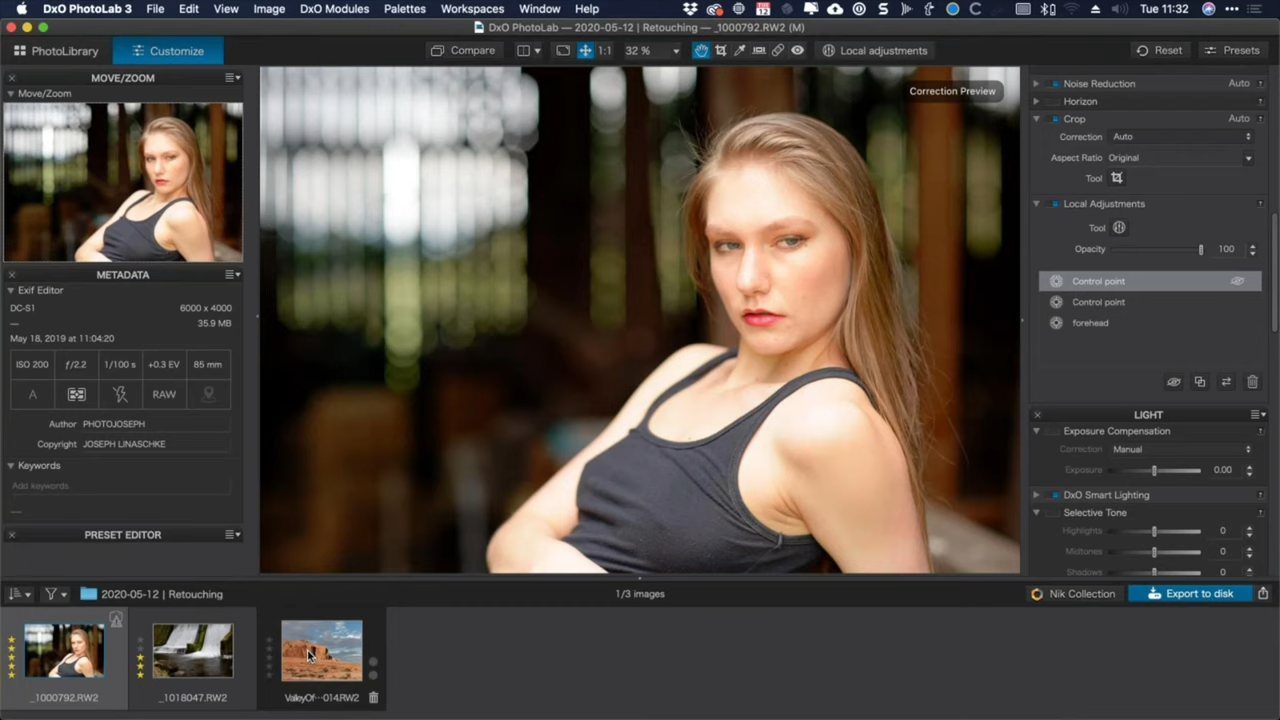 DxO PhotoLab 3 File Edit View Image DxO Modules Palettes Workspaces Window Help Tue 11:32
DxO PhotoLab — 2020-05-12 | Retouching — _1000792.RW2 (M)
PhotoLibrary Customize Compare 1:1 32 % Local adjustments Reset Presets
MOVE/ZOOM
Move/Zoom
METADATA
Exif Editor
DC-S1 6000 x 4000
— 35.9 MB
May 18, 2019 at 11:04:20
ISO 200 ƒ/2.2 1/100 s +0.3 EV 85 mm
A RAW
Author PHOTOJOSEPH
Copyright JOSEPH LINASCHKE
Keywords
Add keywords
PRESET EDITOR
Correction Preview
Noise Reduction Auto ?
Horizon ?
Crop Auto ?
Correction Auto
Aspect Ratio Original
Tool
Local Adjustments ?
Tool
Opacity 100
Control point
Control point
forehead
LIGHT
Exposure Compensation ?
Correction Manual
Exposure 0.00
DxO Smart Lighting ?
Selective Tone ?
Highlights 0
Midtones 0
Shadows 0
2020-05-12 | Retouching 1/3 images Nik Collection Export to disk
_1000792.RW2 _1018047.RW2 ValleyOf···014.RW2